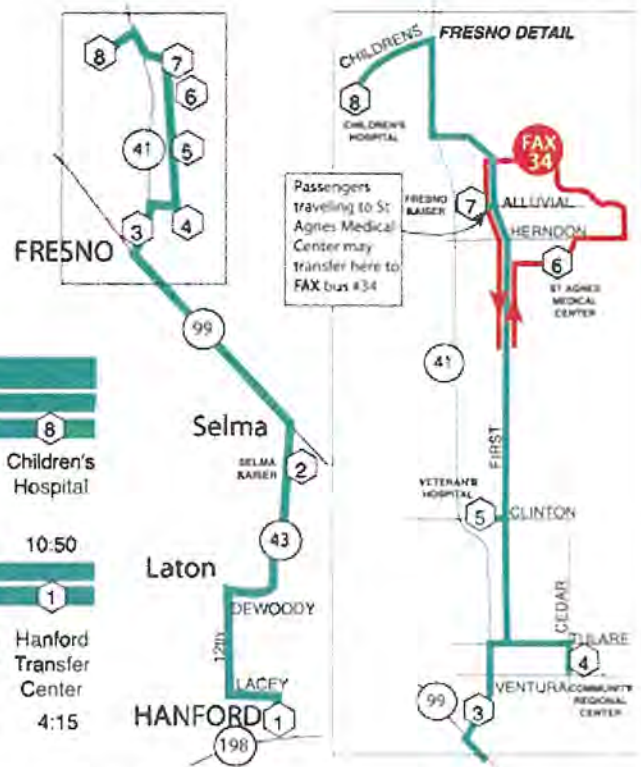 8
7
6
41
5
3
4
FRESNO
99
Selma
SELMA
KAISER
2
43
Laton
DEWOODY
12th
LACEY
HANFORD
1
198
8
Children's
Hospital
10:50
1
Hanford
Transfer
Center
4:15
FRESNO DETAIL
CHILDRENS
8
CHILDREN'S
HOSPITAL
FAX
34
Passengers
traveling to St
Agnes Medical
Center may
transfer here to
FAX bus #34
FRESNO
KAISER
7
ALLUVIAL
HERNDON
6
ST AGNES
MEDICAL
CENTER
41
FIRST
VETERAN'S
HOSPITAL
5
CLINTON
CEDAR
TULARE
4
VENTURA
COMMUNITY
REGIONAL
CENTER
3
99